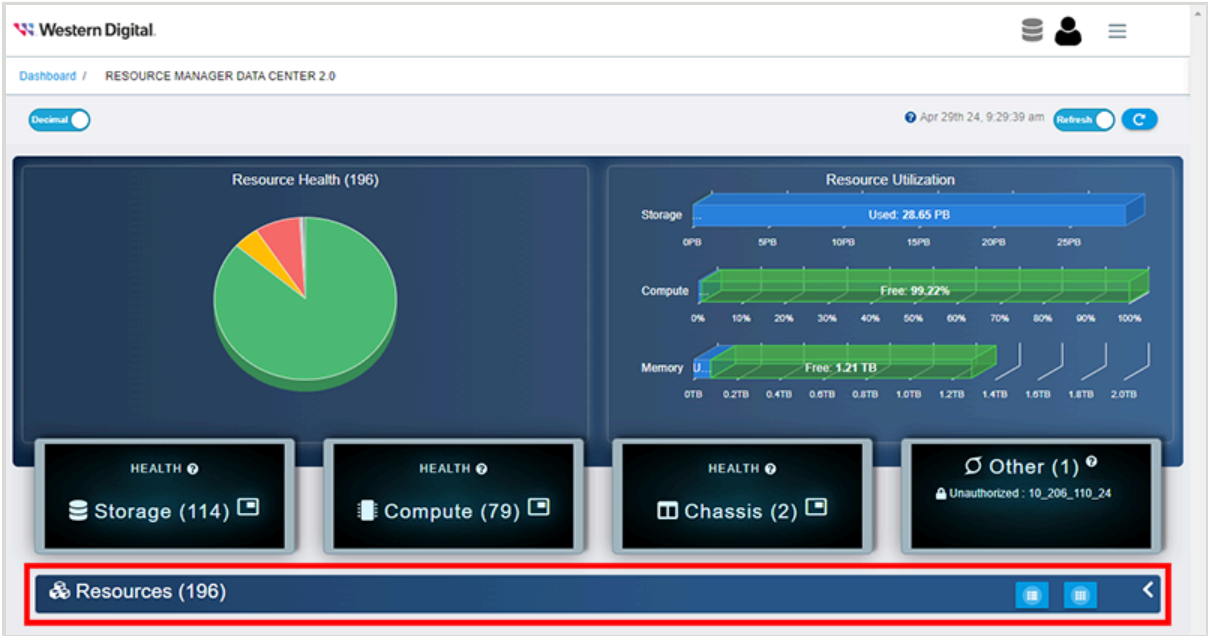 Western Digital.
Dashboard / RESOURCE MANAGER DATA CENTER 2.0
Decimal
Apr 29th 24, 9:29:39 am Refresh
Resource Health (196)
Resource Utilization
Storage ... Used: 28.65 PB
0PB 5PB 10PB 15PB 20PB 25PB
Compute ... Free: 99.22%
0% 10% 20% 30% 40% 50% 60% 70% 80% 90% 100%
Memory U... Free: 1.21 TB
0TB 0.2TB 0.4TB 0.6TB 0.8TB 1.0TB 1.2TB 1.4TB 1.6TB 1.8TB 2.0TB
HEALTH
Storage (114)
HEALTH
Compute (79)
HEALTH
Chassis (2)
Other (1)
Unauthorized : 10_206_110_24
Resources (196)